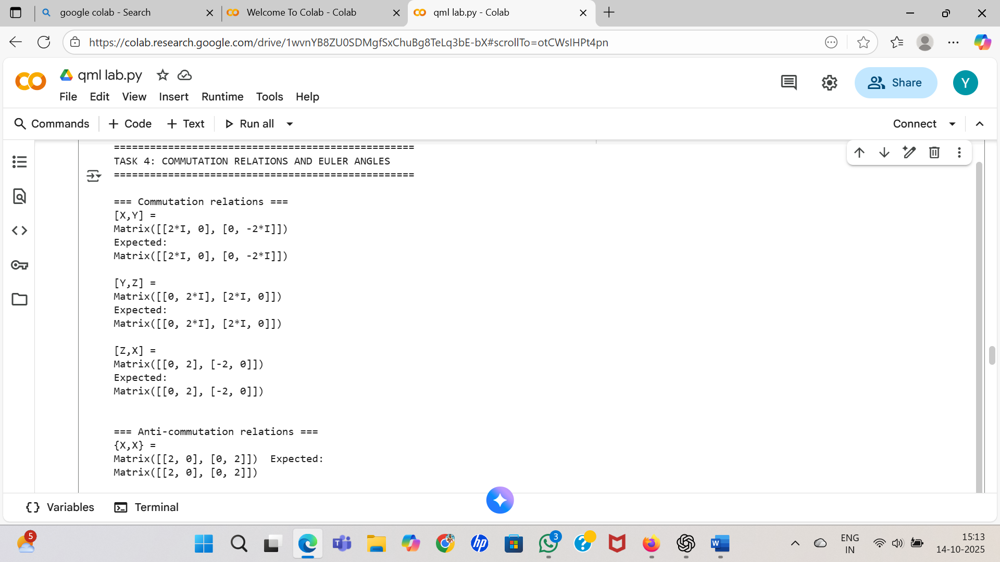 google colab - Search
Welcome To Colab - Colab
qml lab.py - Colab
https://colab.research.google.com/drive/1wvnYB8ZU0SDMgfSxChuBg8TeLq3bE-bX#scrollTo=otCWslHPt4pn
qml lab.py
File Edit View Insert Runtime Tools Help
Share
Y
Commands + Code + Text Run all
Connect
==================================================
TASK 4: COMMUTATION RELATIONS AND EULER ANGLES
==================================================
=== Commutation relations ===
[X,Y] =
Matrix([[2*I, 0], [0, -2*I]])
Expected:
Matrix([[2*I, 0], [0, -2*I]])
[Y,Z] =
Matrix([[0, 2*I], [2*I, 0]])
Expected:
Matrix([[0, 2*I], [2*I, 0]])
[Z,X] =
Matrix([[0, 2], [-2, 0]])
Expected:
Matrix([[0, 2], [-2, 0]])
=== Anti-commutation relations ===
{X,X} =
Matrix([[2, 0], [0, 2]])  Expected:
Matrix([[2, 0], [0, 2]])
{} Variables
Terminal
5
hp
3
?
W
ENG
IN
15:13
14-10-2025